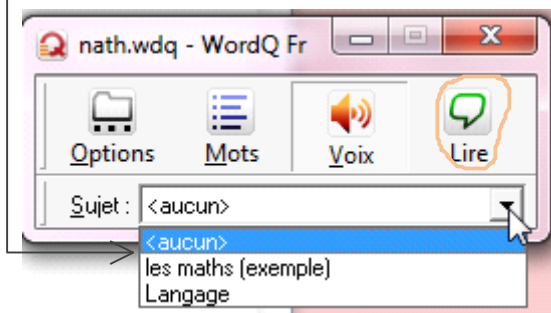 nath.wdq - WordQ Fr
Options Mots Voix Lire
Sujet : <aucun>
<aucun>
les maths (exemple)
Langage